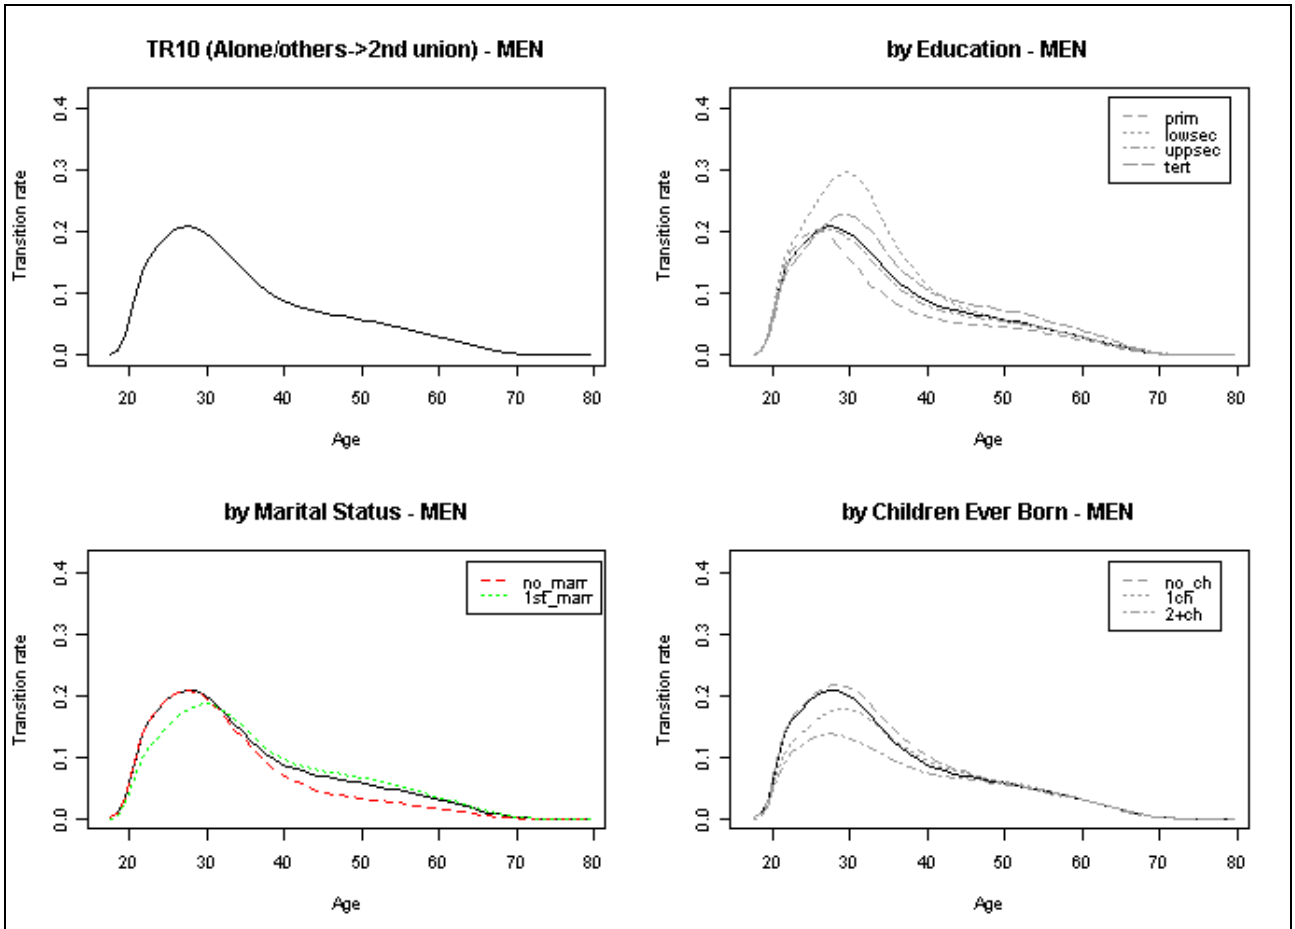 TR10 (Alone/others->2nd union) - MEN
Transition rate
0.0 0.1 0.2 0.3 0.4
20 30 40 50 60 70 80
Age
by Education - MEN
prim
lowsec
uppsec
tert
Transition rate
0.0 0.1 0.2 0.3 0.4
20 30 40 50 60 70 80
Age
by Marital Status - MEN
no_marr
1st_marr
Transition rate
0.0 0.1 0.2 0.3 0.4
20 30 40 50 60 70 80
Age
by Children Ever Born - MEN
no_ch
1ch
2+ch
Transition rate
0.0 0.1 0.2 0.3 0.4
20 30 40 50 60 70 80
Age